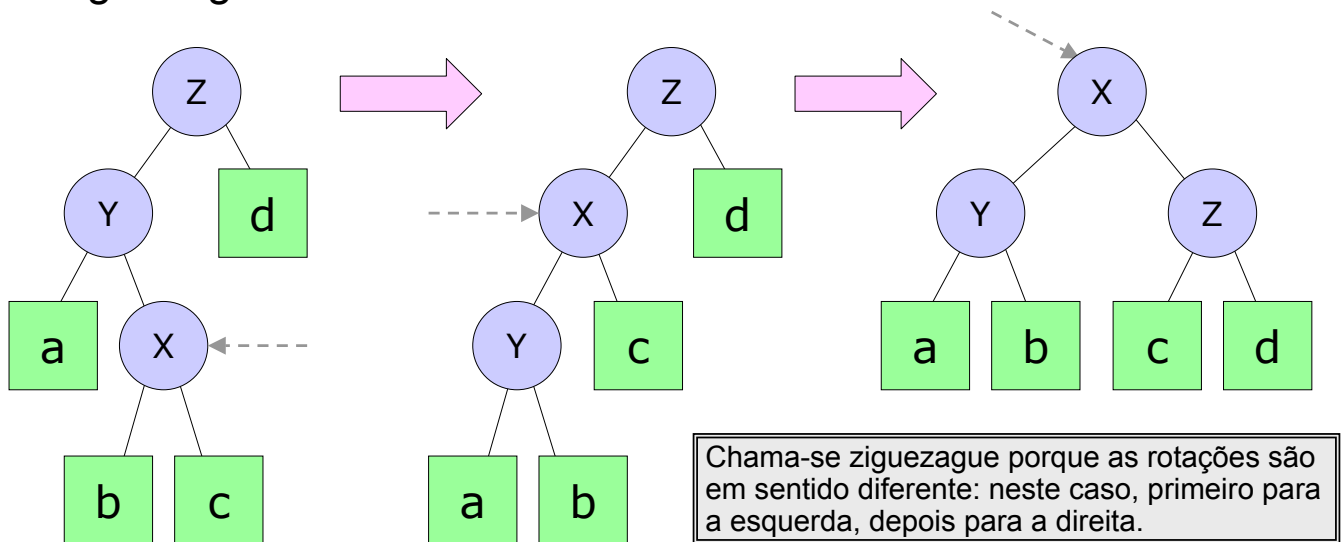 Z
Z
X
Y
d
X
d
Y
Z
a
X
Y
c
a
b
c
d
b
c
a
b
Chama-se ziguezague porque as rotações são
em sentido diferente: neste caso, primeiro para
a esquerda, depois para a direita.